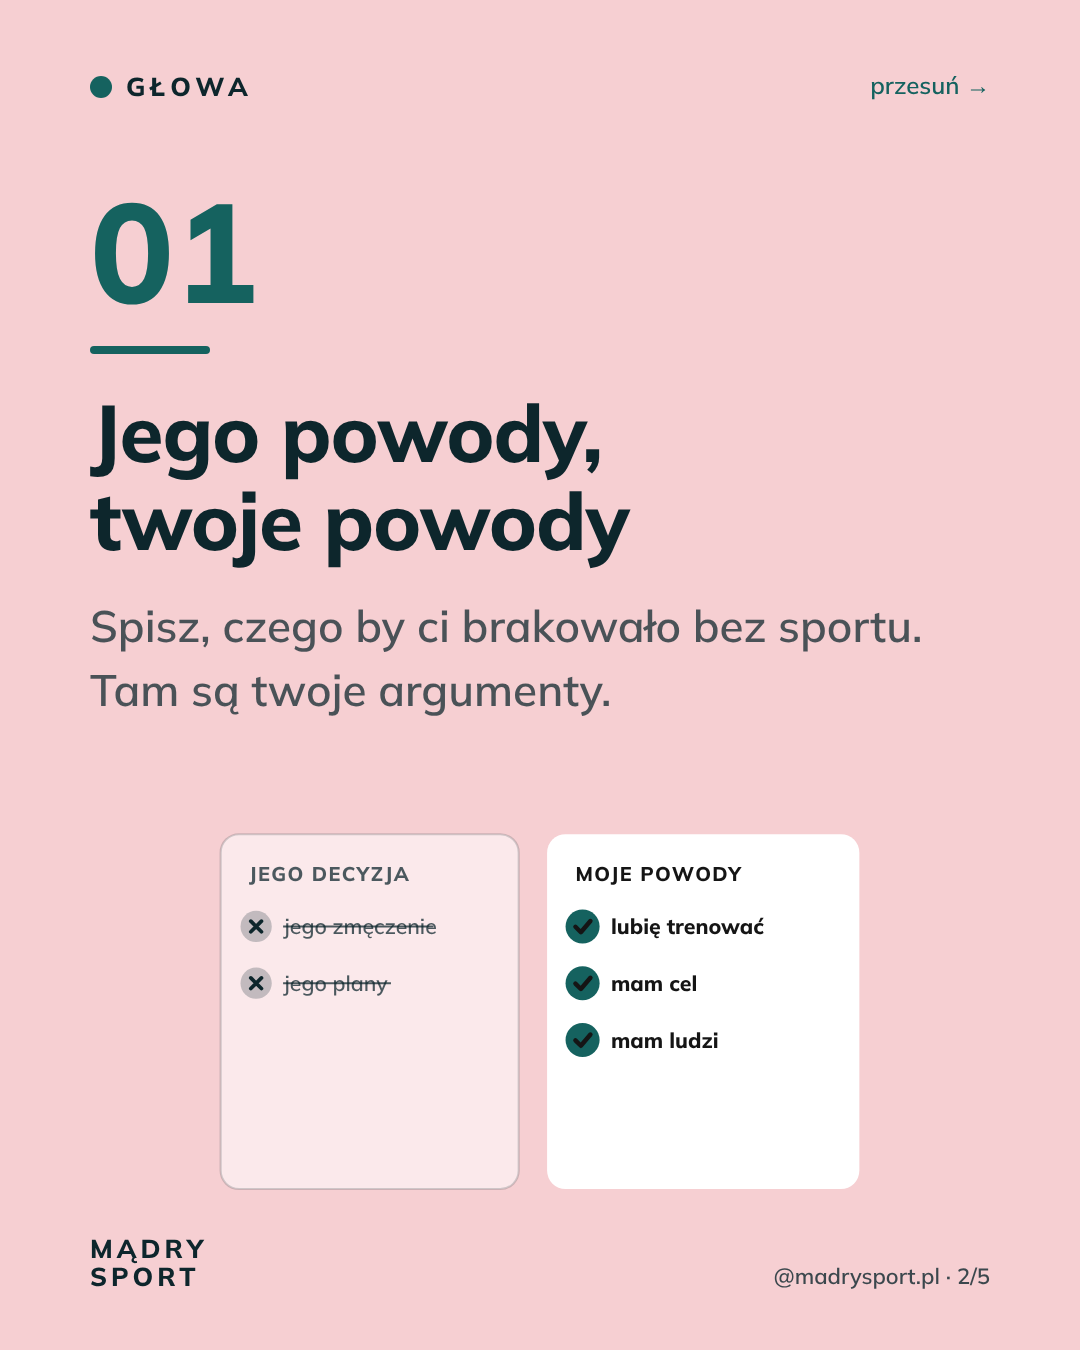 GŁOWA
przesuń →
01
Jego powody,
twoje powody
Spisz, czego by ci brakowało bez sportu.
Tam są twoje argumenty.
JEGO DECYZJA
jego zmęczenie
jego plany
MOJE POWODY
lubię trenować
mam cel
mam ludzi
MĄDRY
SPORT
@madrysport.pl · 2/5